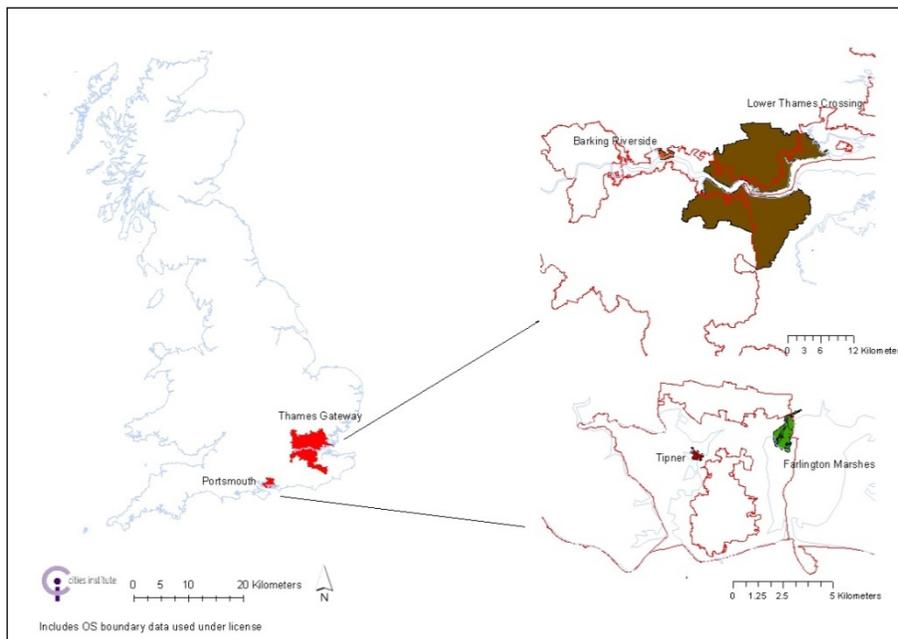 Lower Thames Crossing
Barking Riverside
0 3 6 12 Kilometers
Thames Gateway
Portsmouth
Tipner
Farlington Marshes
0 1.25 2.5 5 Kilometers
cities institute
0 5 10 20 Kilometers
N
Includes OS boundary data used under license